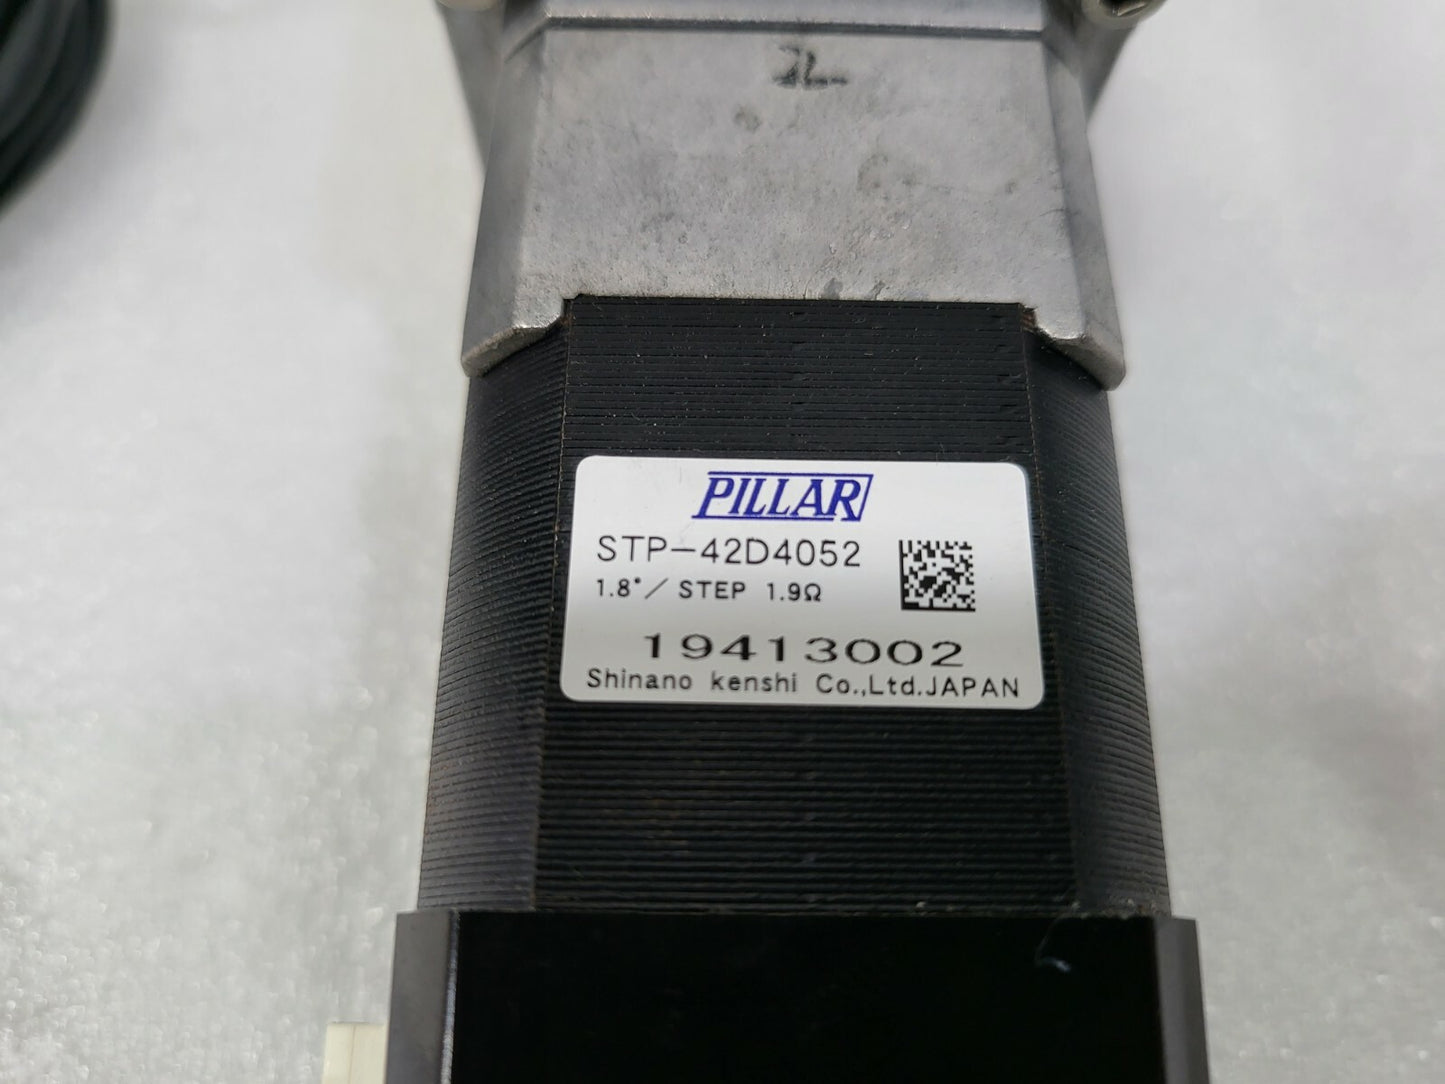 PILLAR
STP-42D4052
1.8°/STEP 1.9Ω
19413002
Shinano kenshi Co.,Ltd.JAPAN